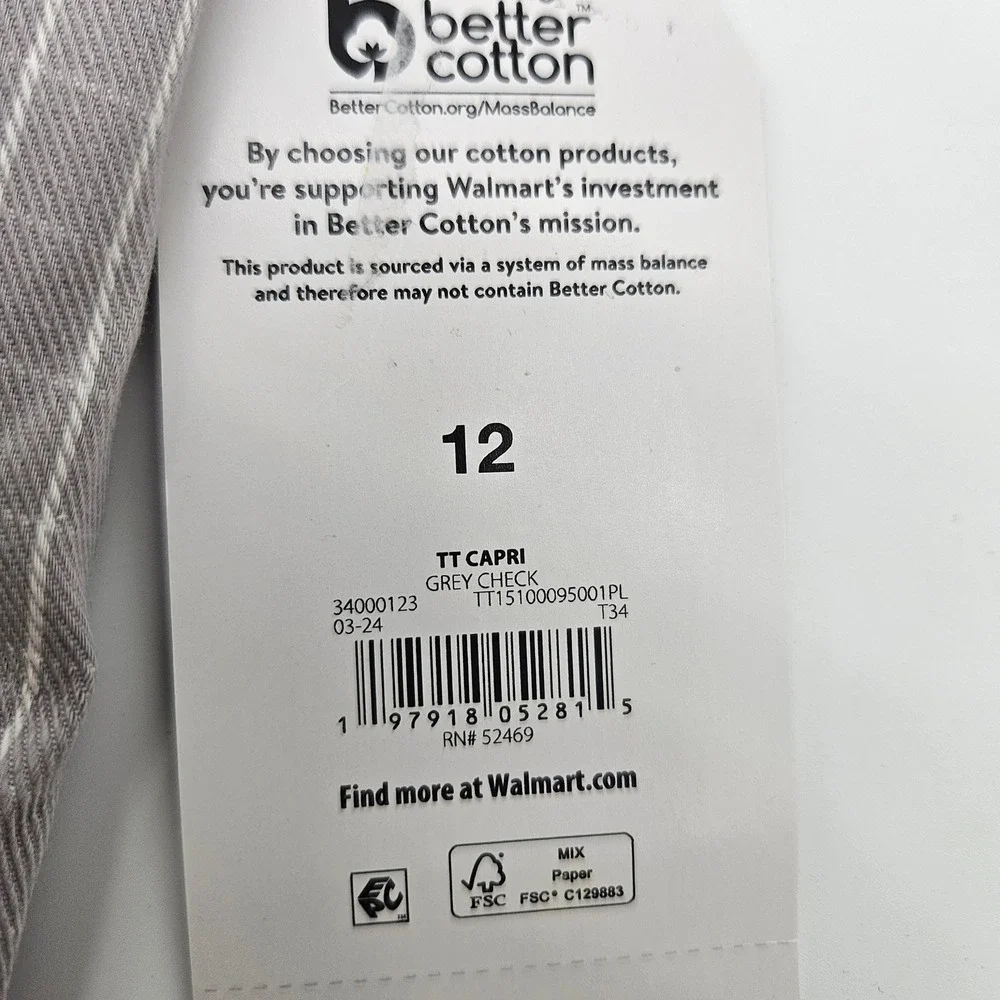 better™
cotton
BetterCotton.org/MassBalance
By choosing our cotton products,
you're supporting Walmart's investment
in Better Cotton's mission.
This product is sourced via a system of mass balance
and therefore may not contain Better Cotton.
12
TT CAPRI
GREY CHECK
34000123 TT15100095001PL
03-24 T34
1 97918 05281 5
RN# 52469
Find more at Walmart.com
EPC
FSC
MIX
Paper
FSC® C129883